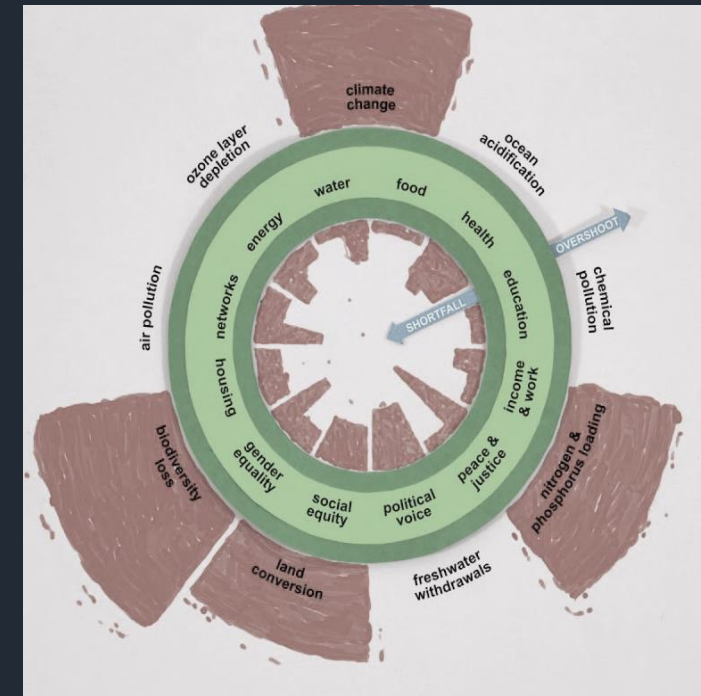 climate
change
ozone layer
depletion
ocean
acidification
water
food
energy
health
OVERSHOOT
air pollution
networks
education
chemical
pollution
SHORTFALL
housing
income
& work
biodiversity
loss
gender
equality
peace &
justice
nitrogen &
phosphorus loading
social
equity
political
voice
land
conversion
freshwater
withdrawals